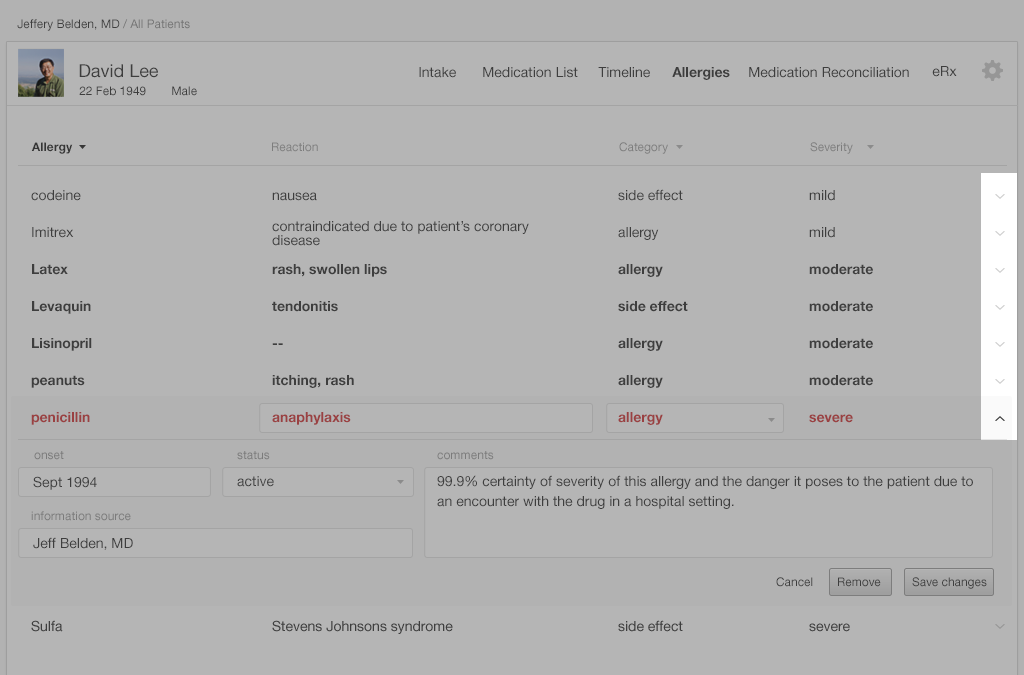 Jeffery Belden, MD / All Patients
David Lee
22 Feb 1949 Male
Intake Medication List Timeline Allergies Medication Reconciliation eRx
Allergy Reaction Category Severity
codeine nausea side effect mild
Imitrex contraindicated due to patient's coronary disease allergy mild
Latex rash, swollen lips allergy moderate
Levaquin tendonitis side effect moderate
Lisinopril -- allergy moderate
peanuts itching, rash allergy moderate
penicillin anaphylaxis allergy severe
onset status comments
Sept 1994 active 99.9% certainty of severity of this allergy and the danger it poses to the patient due to
an encounter with the drug in a hospital setting.
information source
Jeff Belden, MD
Cancel Remove Save changes
Sulfa Stevens Johnsons syndrome side effect severe